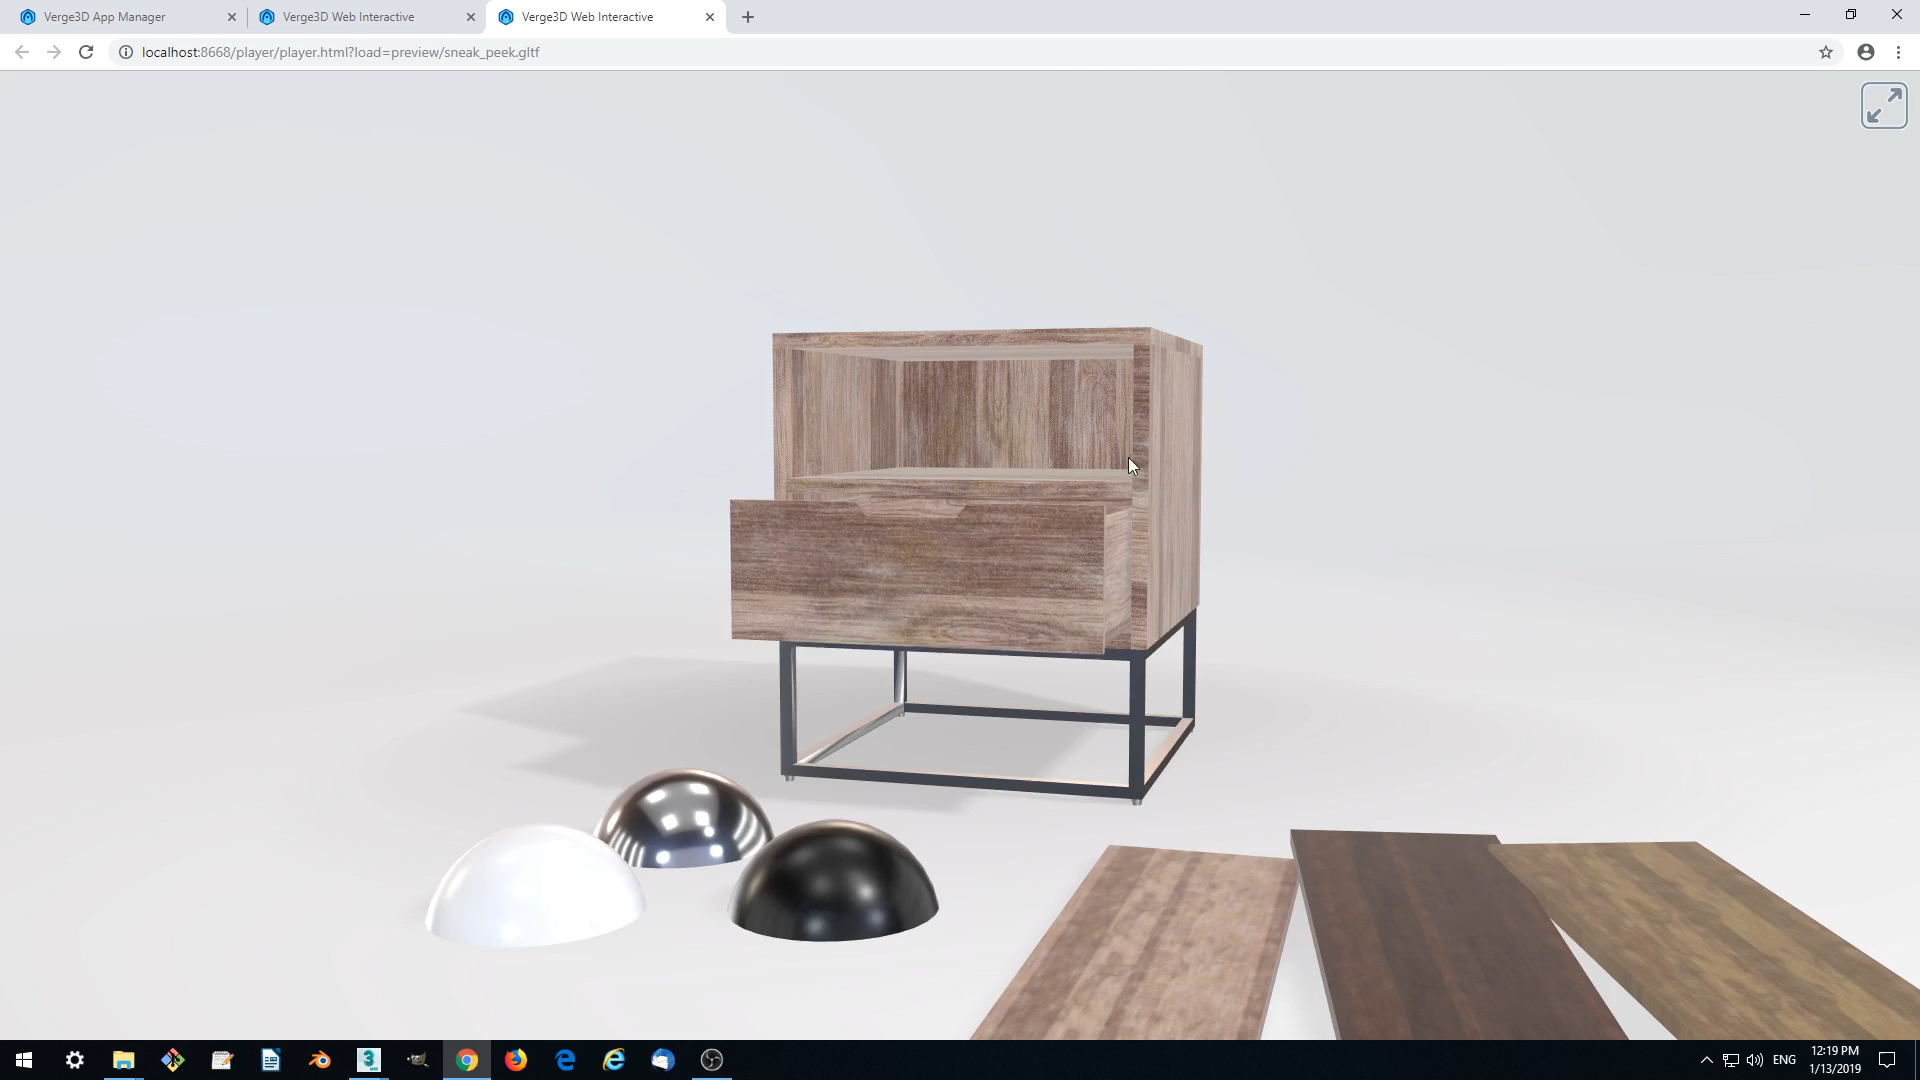 Verge3D App Manager
Verge3D Web Interactive
Verge3D Web Interactive
localhost:8668/player/player.html?load=preview/sneak_peek.gltf
3
ENG
12:19 PM
1/13/2019